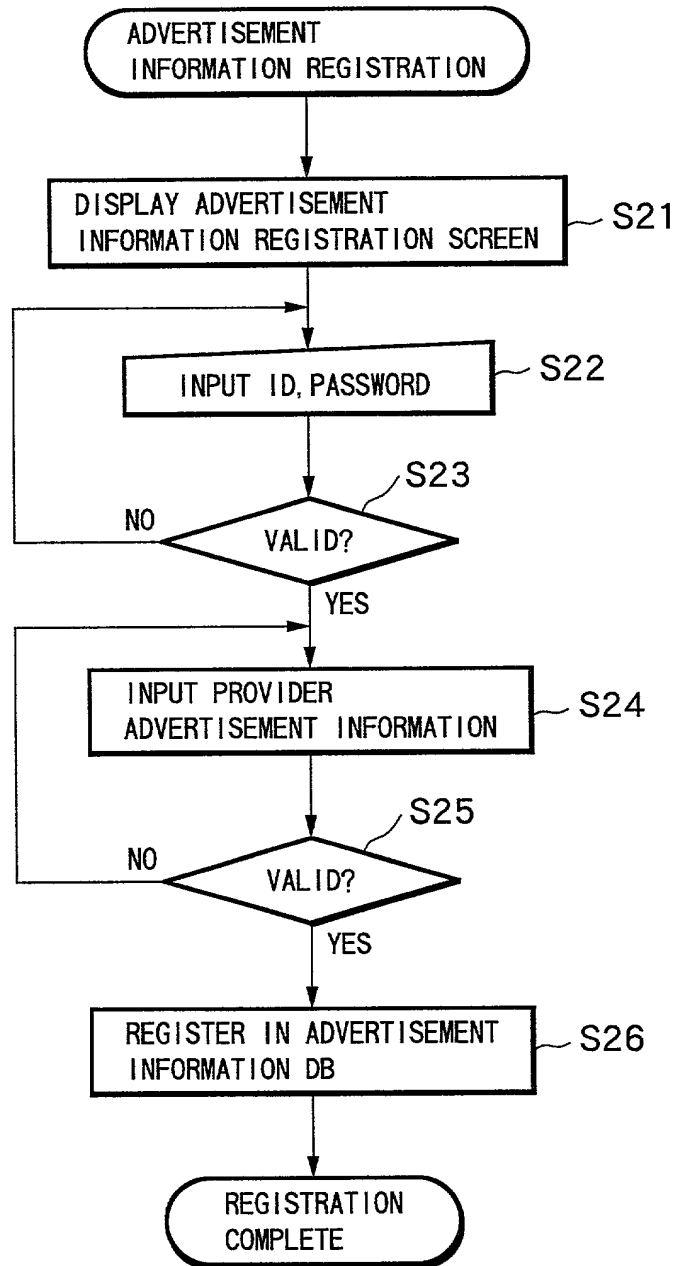 ADVERTISEMENT
INFORMATION REGISTRATION
DISPLAY ADVERTISEMENT
INFORMATION REGISTRATION SCREEN
S21
INPUT ID, PASSWORD
S22
S23
NO
VALID?
YES
INPUT PROVIDER
ADVERTISEMENT INFORMATION
S24
S25
NO
VALID?
YES
REGISTER IN ADVERTISEMENT
INFORMATION DB
S26
REGISTRATION
COMPLETE